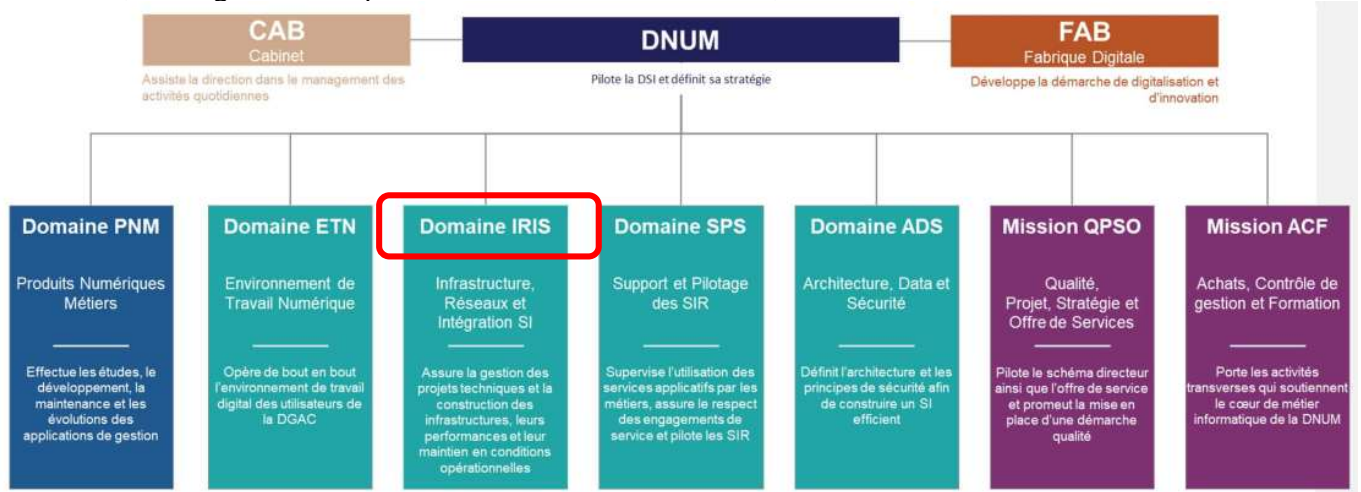 CAB
Cabinet
Assiste la direction dans le management des
activités quotidiennes
DNUM
Pilote la DSI et définit sa stratégie
FAB
Fabrique Digitale
Développe la démarche de digitalisation et
d'innovation
Domaine PNM
Produits Numériques
Métiers
Effectue les études, le
développement, la
maintenance et les
évolutions des
applications de gestion
Domaine ETN
Environnement de
Travail Numérique
Opère de bout en bout
l'environnement de travail
digital des utilisateurs de
la DGAC
Domaine IRIS
Infrastructure,
Réseaux et
Intégration SI
Assure la gestion des
projets techniques et la
construction des
infrastructures, leurs
performances et leur
maintien en conditions
opérationnelles
Domaine SPS
Support et Pilotage
des SIR
Supervise l'utilisation des
services applicatifs par les
métiers, assure le respect
des engagements de
service et pilote les SIR
Domaine ADS
Architecture, Data et
Sécurité
Définit l'architecture et les
principes de sécurité afin
de construire un SI
efficient
Mission QPSO
Qualité,
Projet, Stratégie et
Offre de Services
Pilote le schéma directeur
ainsi que l'offre de service
et promeut la mise en
place d'une démarche
qualité
Mission ACF
Achats, Contrôle de
gestion et Formation
Porte les activités
transverses qui soutiennent
le cœur de métier
informatique de la DNUM